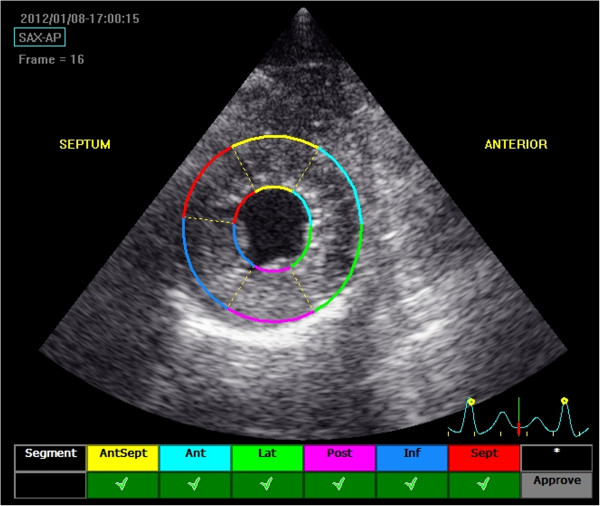 2012/01/08-17:00:15
SAX-AP
Frame = 16
SEPTUM
ANTERIOR
Segment AntSept Ant Lat Post Inf Sept *
Approve